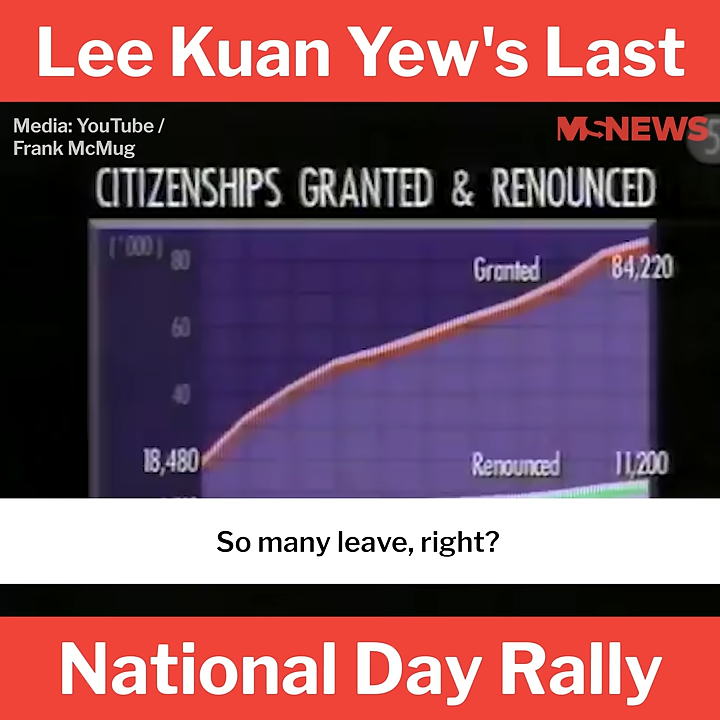 Lee Kuan Yew's Last
Media: YouTube /
Frank McMug
MSNEWS
5
CITIZENSHIPS GRANTED & RENOUNCED
('000)
80
Granted
84,220
60
40
18,480
Renounced
11,200
So many leave, right?
National Day Rally